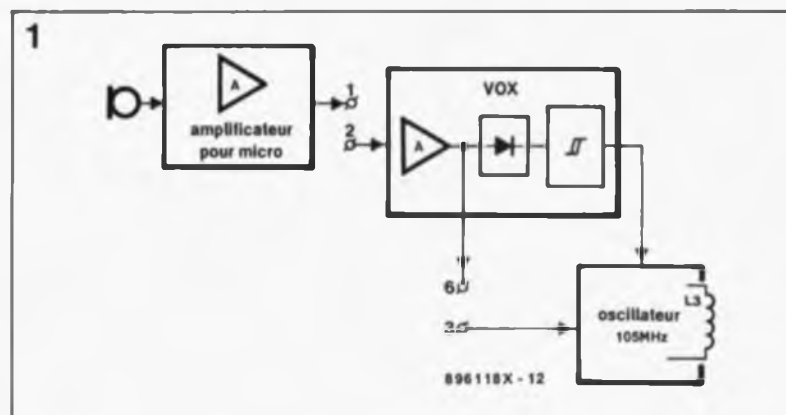 1
A
amplificateur
pour micro
1
2
VOX
A
6
3
L3
oscillateur
105MHz
896118X - 12